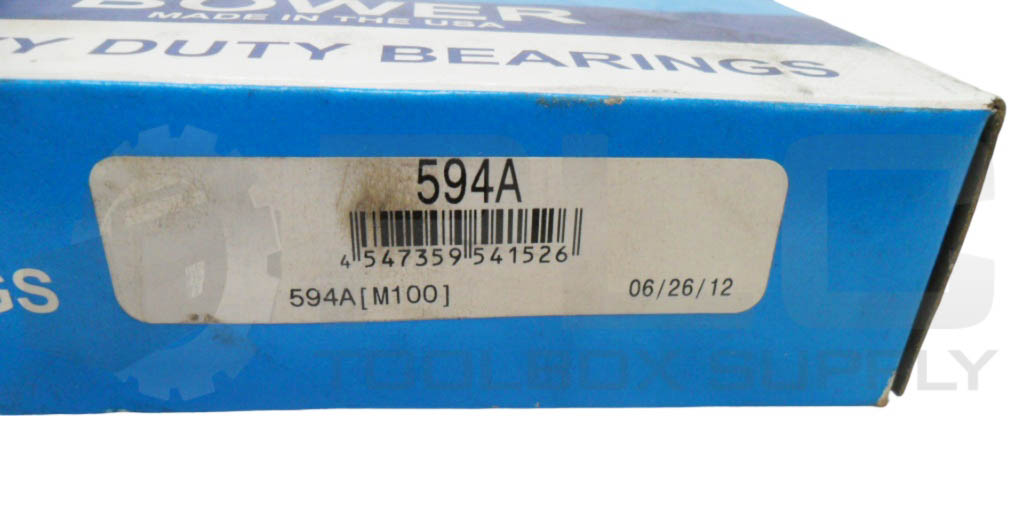 BOWER
MADE IN THE USA
Y DUTY BEARINGS
594A
4 547359 541526
594A[M100]
06/26/12
GS
PLC
TOOLBOX SUPPLY